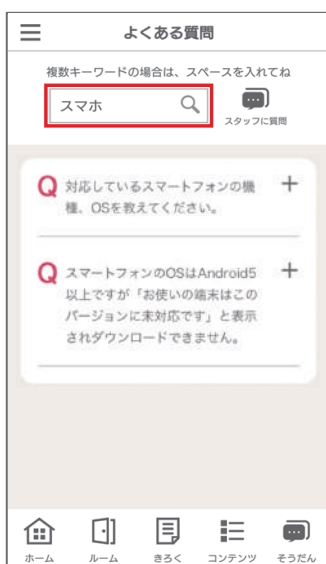 よくある質問
複数キーワードの場合は、スペースを入れてね
スマホ
スタッフに質問
Q 対応しているスマートフォンの機
種、OSを教えてください。
Q スマートフォンのOSはAndroid5
以上ですが「お使いの端末はこの
バージョンに未対応です」と表示
されダウンロードできません。
ホーム ルーム きろく コンテンツ そうだん